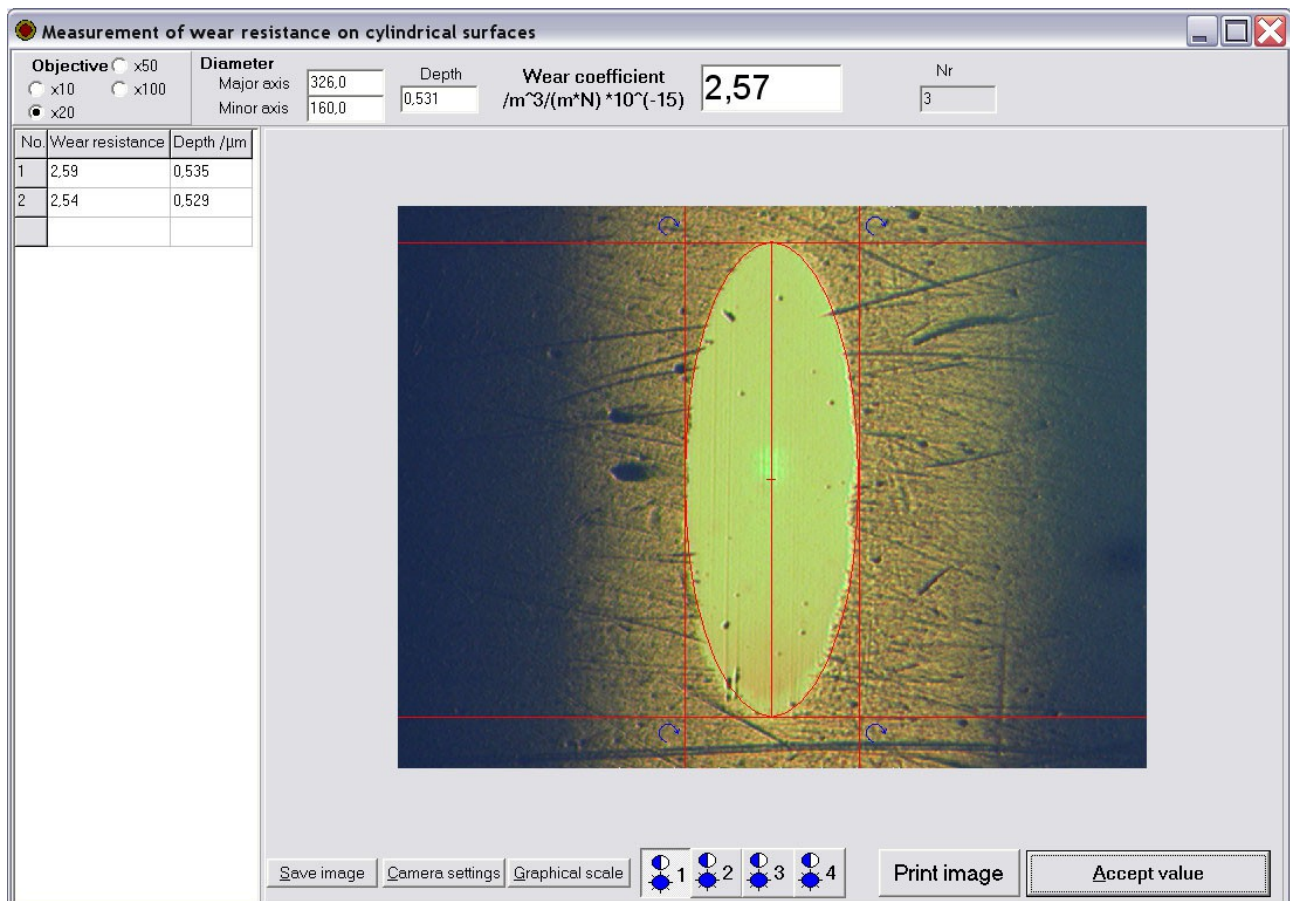 Measurement of wear resistance on cylindrical surfaces
Objective
x50
x10
x100
x20
Diameter
Major axis 326,0
Minor axis 160,0
Depth
0,531
Wear coefficient
/m^3/(m*N) *10^(-15)
2,57
Nr
3
No. Wear resistance Depth /µm
1 2,59 0,535
2 2,54 0,529
Save image
Camera settings
Graphical scale
1
2
3
4
Print image
Accept value